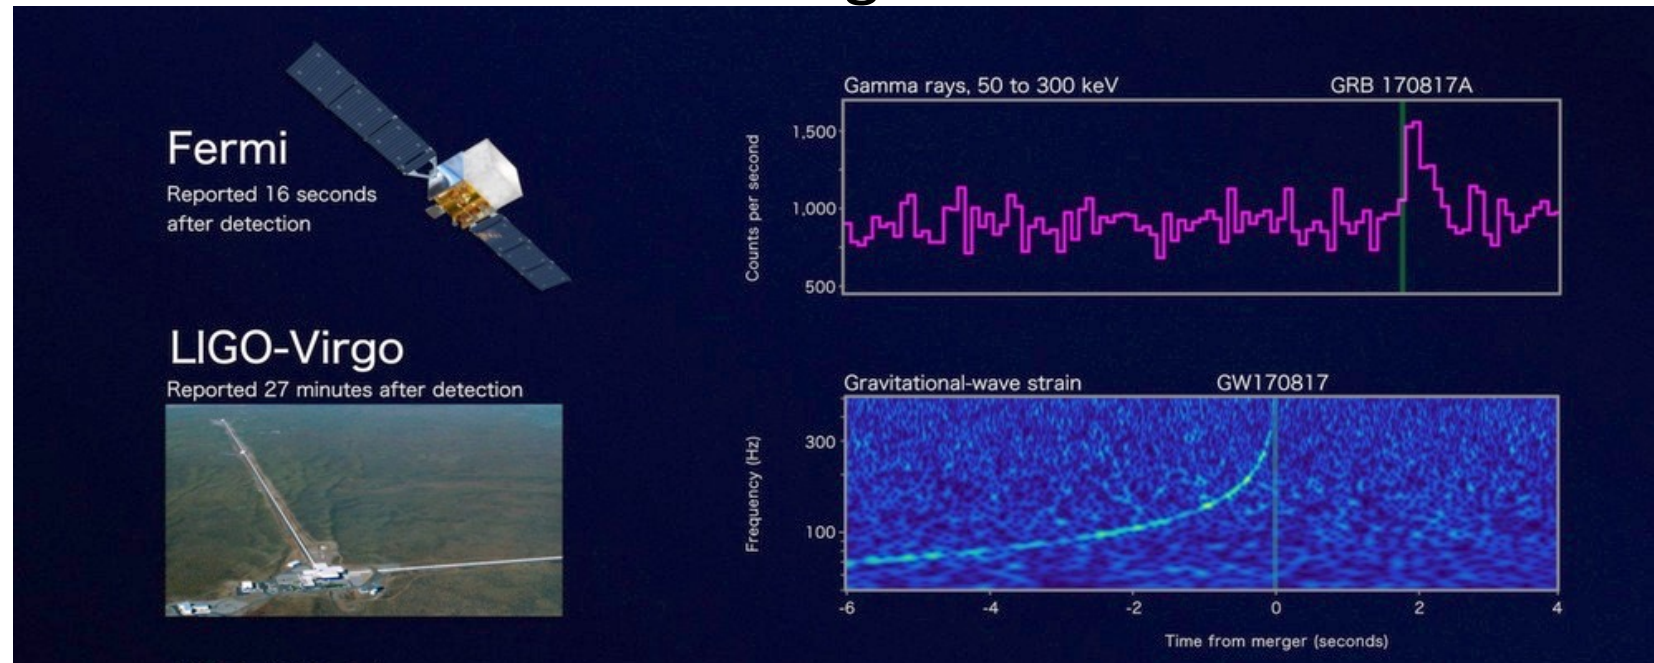 Fermi
Reported 16 seconds
after detection
LIGO-Virgo
Reported 27 minutes after detection
Gamma rays, 50 to 300 keV
GRB 170817A
Counts per second
1,500
1,000
500
Gravitational-wave strain
GW170817
Frequency (Hz)
300
100
-6
-4
-2
0
2
4
Time from merger (seconds)